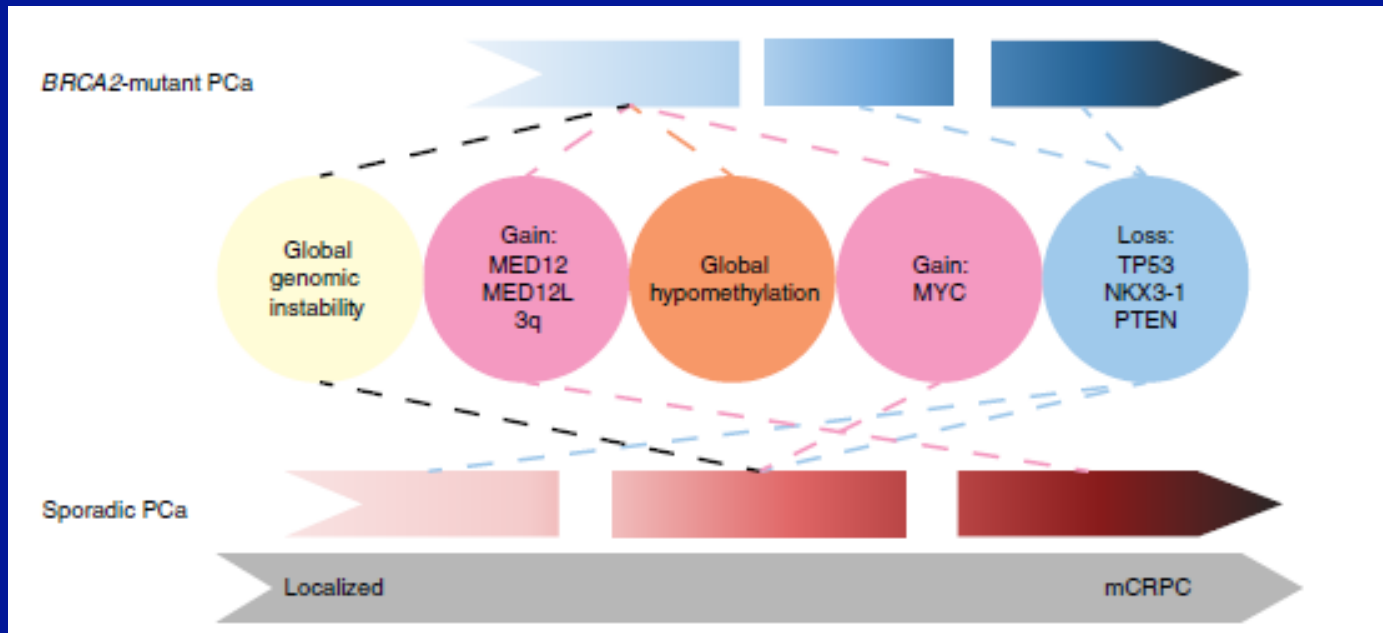 BRCA2-mutant PCa
Global
genomic
instability
Gain:
MED12
MED12L
3q
Global
hypomethylation
Gain:
MYC
Loss:
TP53
NKX3-1
PTEN
Sporadic PCa
Localized
mCRPC